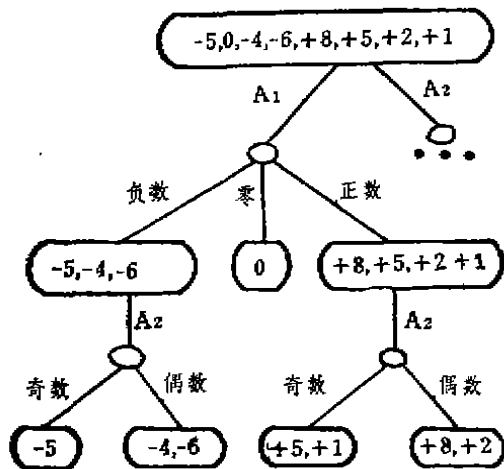 -5,0,-4,-6,+8,+5,+2,+1
A1 A2
• • •
负数 零 正数
-5,-4,-6 0 +8,+5,+2 +1
A2 A2
奇数 偶数 奇数 偶数
-5 -4,-6 +5,+1 +8,+2